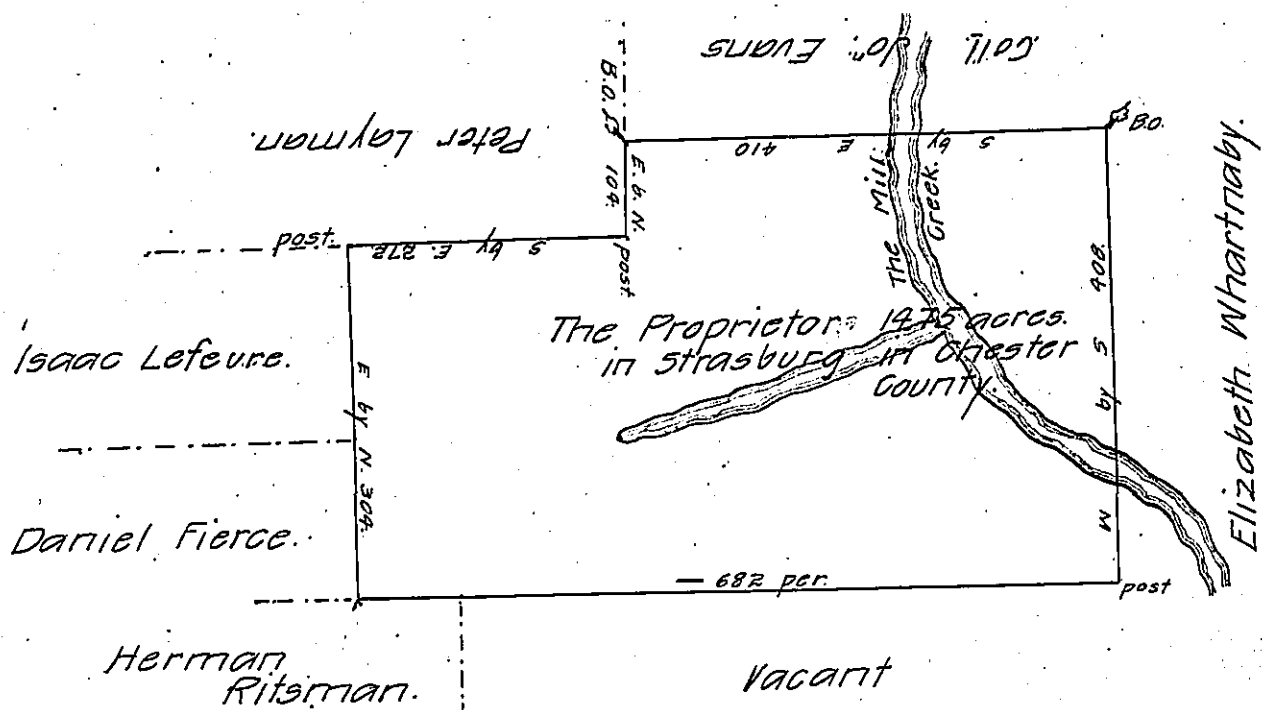 Coll. Jon. Evans
B.O.
Peter Layman.
B.O.
S by E 410
E. b. N. 104.
The Mill Creek.
post.
S by E. 272
post
W by S 408.
Elizabeth Whartnaby.
Isaac Lefevre.
The Proprietors 1475 acres.
in Strasburg in Chester
County.
E by N. 304.
Daniel Fierce.
682 per.
post
Herman
Ritsman.
Vacant